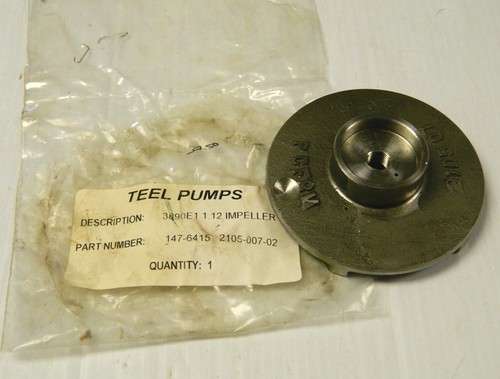 TEEL PUMPS
DESCRIPTION: 3890E1 1.12 IMPELLER
PART NUMBER: 147-6415 2105-007-02
QUANTITY: 1